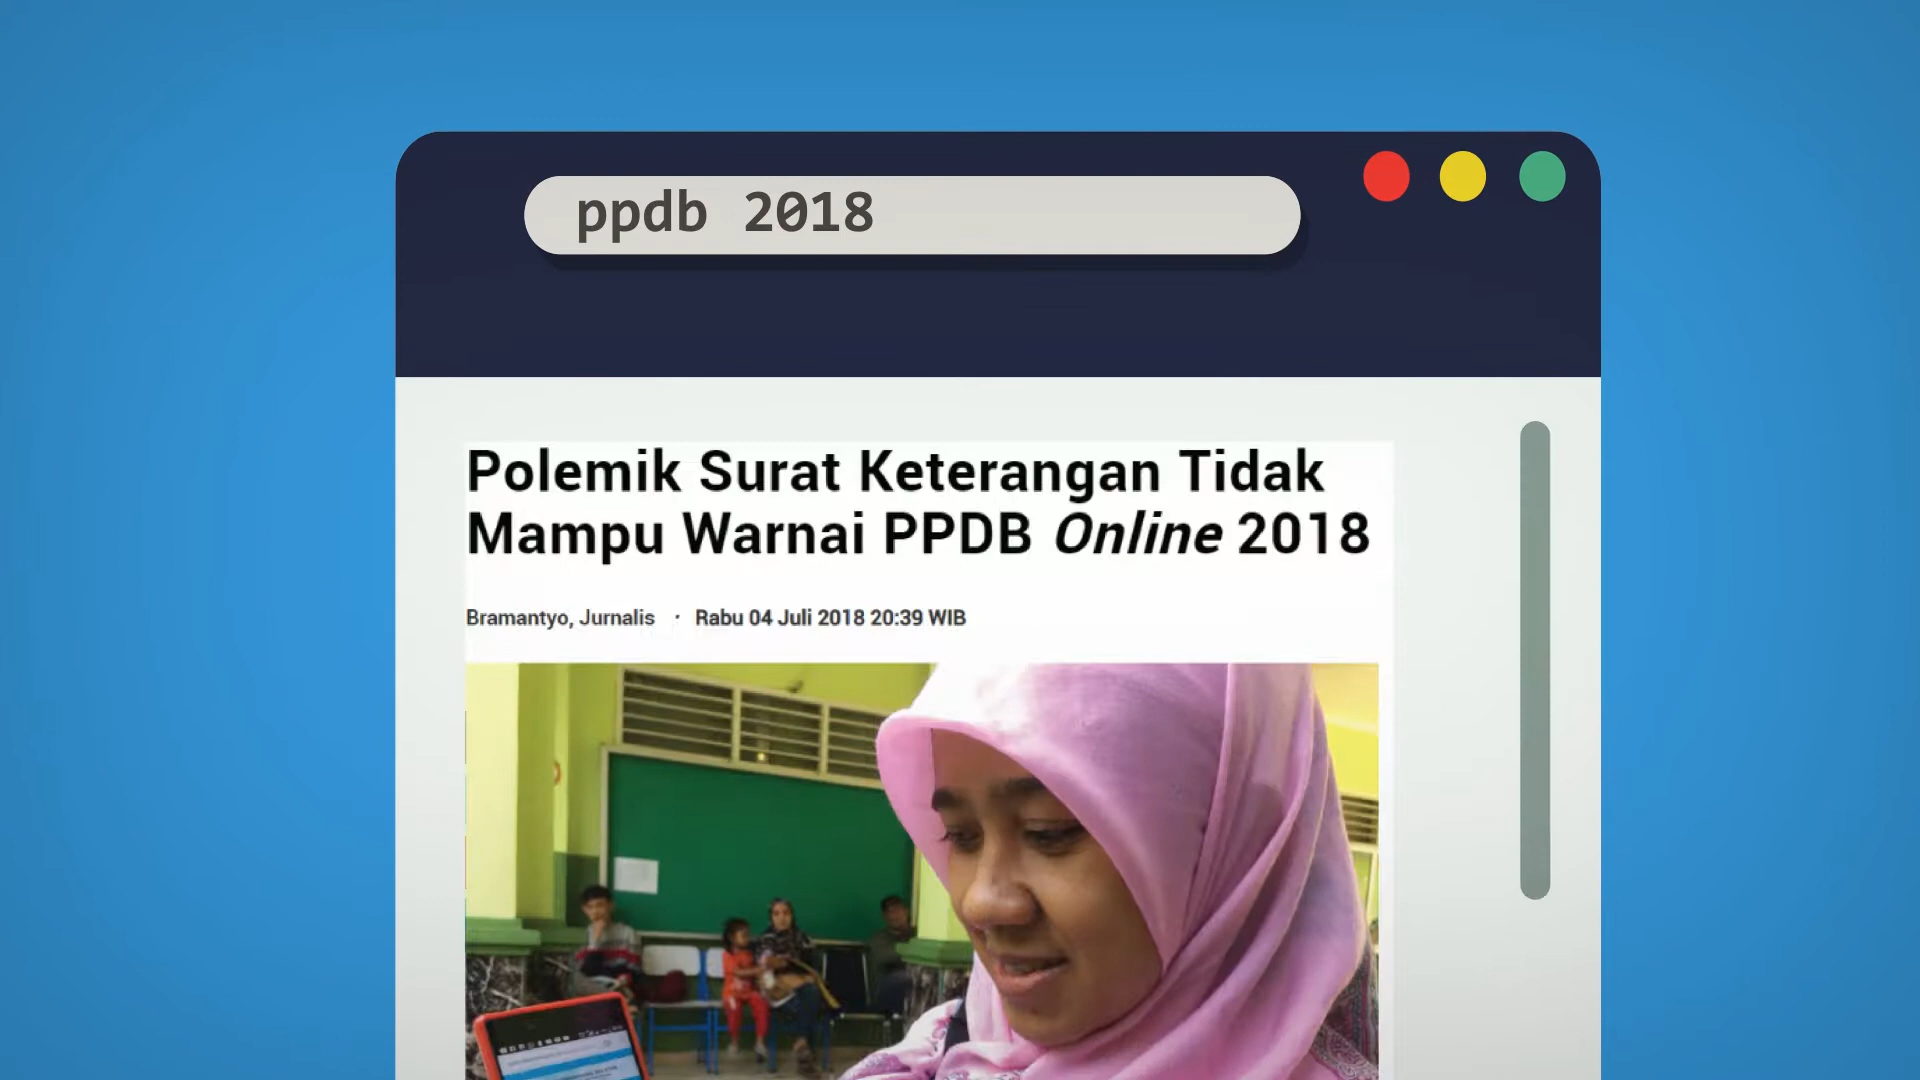 ppdb 2018
Polemik Surat Keterangan Tidak
Mampu Warnai PPDB Online 2018
Bramantyo, Jurnalis · Rabu 04 Juli 2018 20:39 WIB